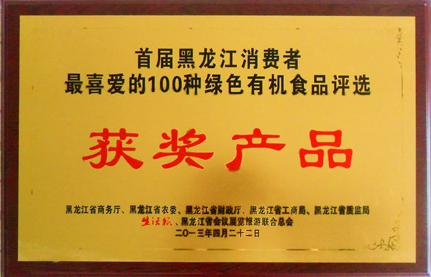 首届黑龙江消费者
最喜爱的100种绿色有机食品评选
获奖产品
黑龙江省商务厅、黑龙江省农委、黑龙江省财政厅、黑龙江省工商局、黑龙江省质监局
生活报、黑龙江省会议展览旅游联合总会
二〇一三年四月二十二日